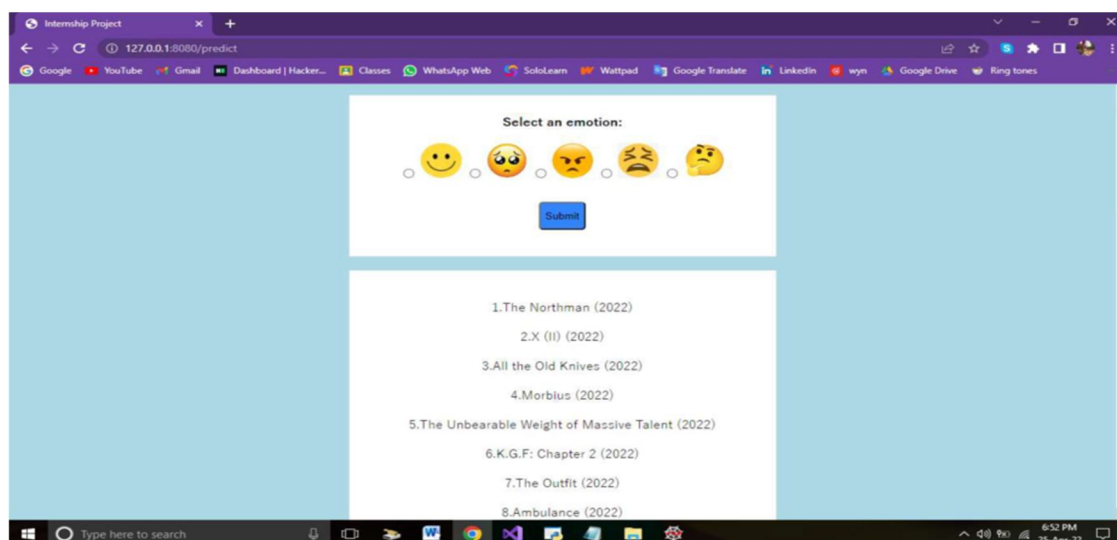 Internship Project
127.0.0.1:8080/predict
Google YouTube Gmail Dashboard | Hacker... Classes WhatsApp Web SoloLearn Wattpad Google Translate LinkedIn wyn Google Drive Ring tones
Select an emotion:
Submit
1.The Northman (2022)
2.X (II) (2022)
3.All the Old Knives (2022)
4.Morbius (2022)
5.The Unbearable Weight of Massive Talent (2022)
6.K.G.F: Chapter 2 (2022)
7.The Outfit (2022)
8.Ambulance (2022)
Type here to search
6:52 PM